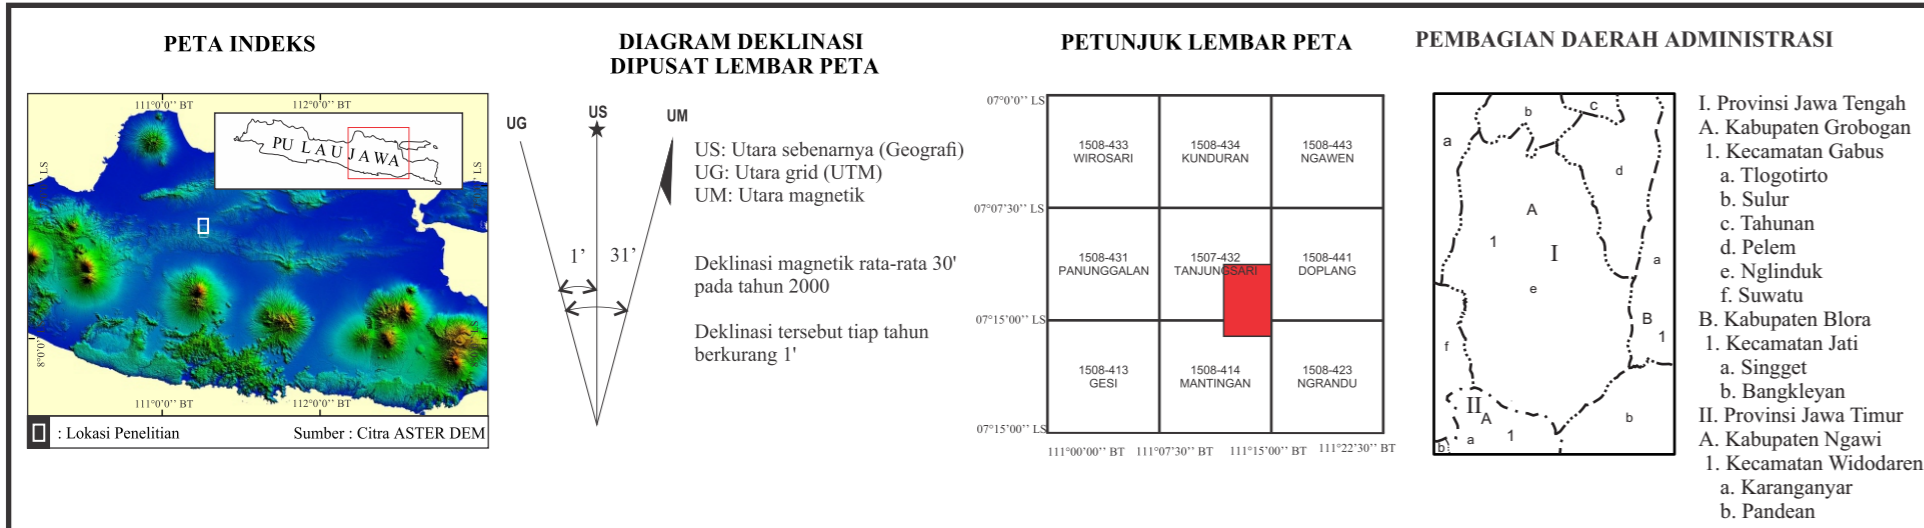 PETA INDEKS
111°0'0'' BT
112°0'0'' BT
PULAU JAWA
LS
8°0'0'' LS
111°0'0'' BT
112°0'0'' BT
: Lokasi Penelitian
Sumber : Citra ASTER DEM
DIAGRAM DEKLINASI
DIPUSAT LEMBAR PETA
UG
US
UM
1'
31'
US: Utara sebenarnya (Geografi)
UG: Utara grid (UTM)
UM: Utara magnetik
Deklinasi magnetik rata-rata 30'
pada tahun 2000
Deklinasi tersebut tiap tahun
berkurang 1'
PETUNJUK LEMBAR PETA
07°0'0'' LS
07°07'30'' LS
07°15'00'' LS
07°15'00'' LS
1508-433
WIROSARI
1508-434
KUNDURAN
1508-443
NGAWEN
1508-431
PANUNGGALAN
1507-432
TANJUNGSARI
1508-441
DOPLANG
1508-413
GESI
1508-414
MANTINGAN
1508-423
NGRANDU
111°00'00'' BT
111°07'30'' BT
111°15'00'' BT
111°22'30'' BT
PEMBAGIAN DAERAH ADMINISTRASI
b
c
a
d
A
1
I
a
e
B
1
f
II
A
b
a
1
b
I. Provinsi Jawa Tengah
A. Kabupaten Grobogan
1. Kecamatan Gabus
a. Tlogotirto
b. Sulur
c. Tahunan
d. Pelem
e. Nglinduk
f. Suwatu
B. Kabupaten Blora
1. Kecamatan Jati
a. Singget
b. Bangkleyan
II. Provinsi Jawa Timur
A. Kabupaten Ngawi
1. Kecamatan Widodaren
a. Karanganyar
b. Pandean